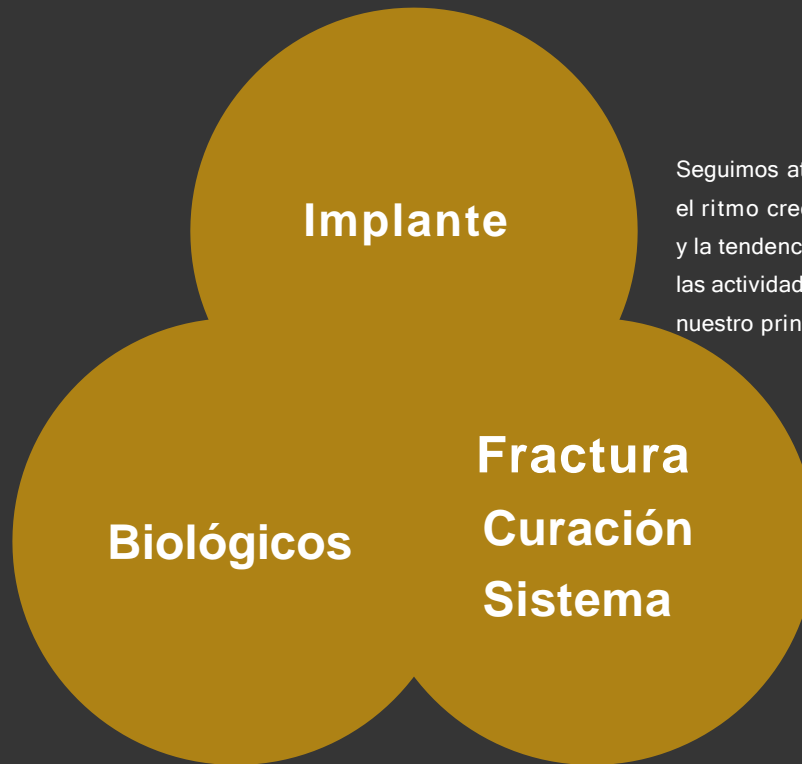 Implante
Seguimos
el ritmo
y la
las
nuestro
Biológicos
Fractura
Curación
Sistema